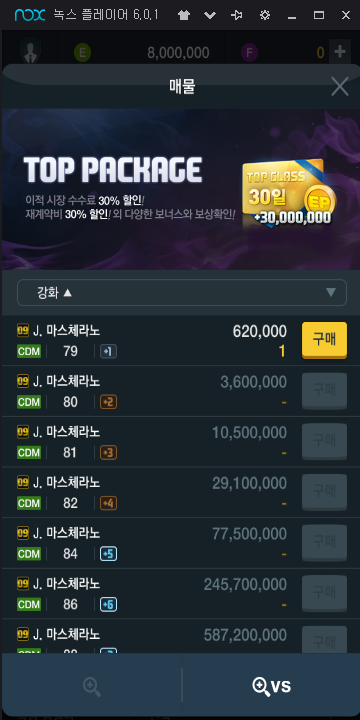 nox 녹스 플레이어 6.0.1
E 8,000,000 F 0 +
매물
TOP PACKAGE
이적 시장 수수료 30% 할인!
재계약비 30% 할인! 외 다양한 보너스와 보상확인!
TOP CLASS
30일
EP
+30,000,000
강화 ▲
09 J. 마스체라노 620,000 구매
CDM 79 +1 1
09 J. 마스체라노 3,600,000 구매
CDM 80 +2 -
09 J. 마스체라노 10,500,000 구매
CDM 81 +3 -
09 J. 마스체라노 29,100,000 구매
CDM 82 +4 -
09 J. 마스체라노 77,500,000 구매
CDM 84 +5 -
09 J. 마스체라노 245,700,000 구매
CDM 86 +6 -
09 J. 마스체라노 587,200,000 구매
CDM
VS